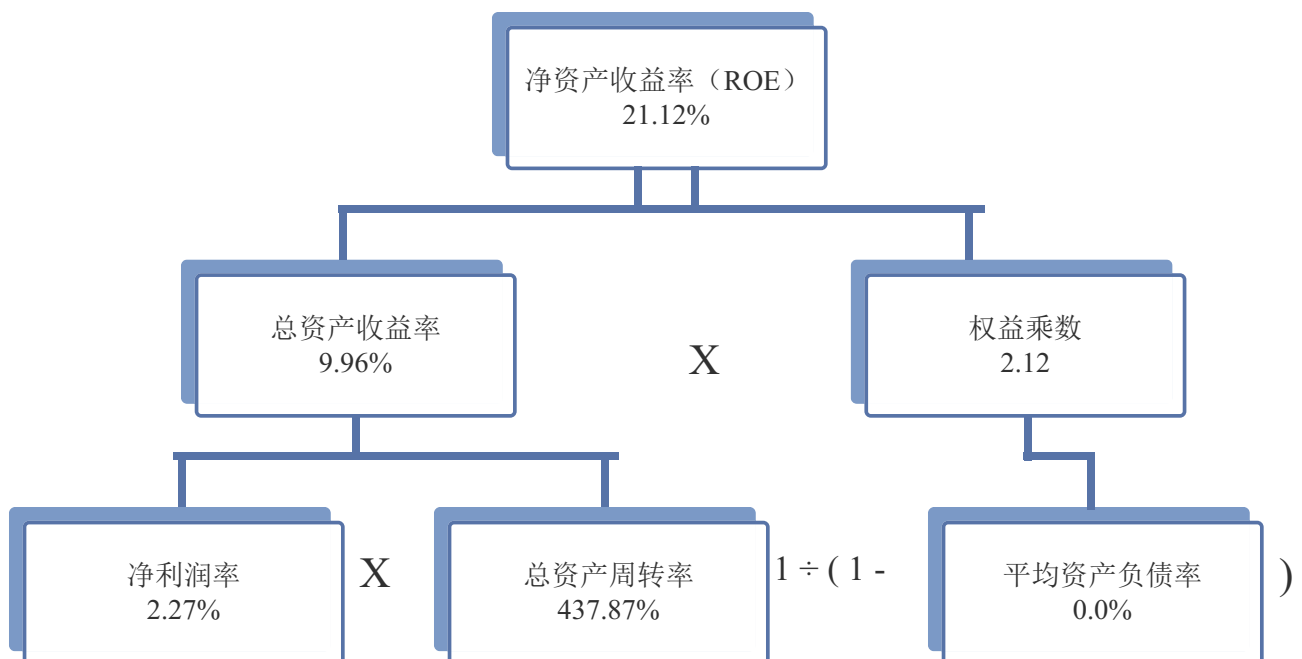 净资产收益率（ROE）
21.12%
总资产收益率
9.96%
X
权益乘数
2.12
净利润率
2.27%
X
总资产周转率
437.87%
1 ÷ ( 1 -
平均资产负债率
0.0%
)